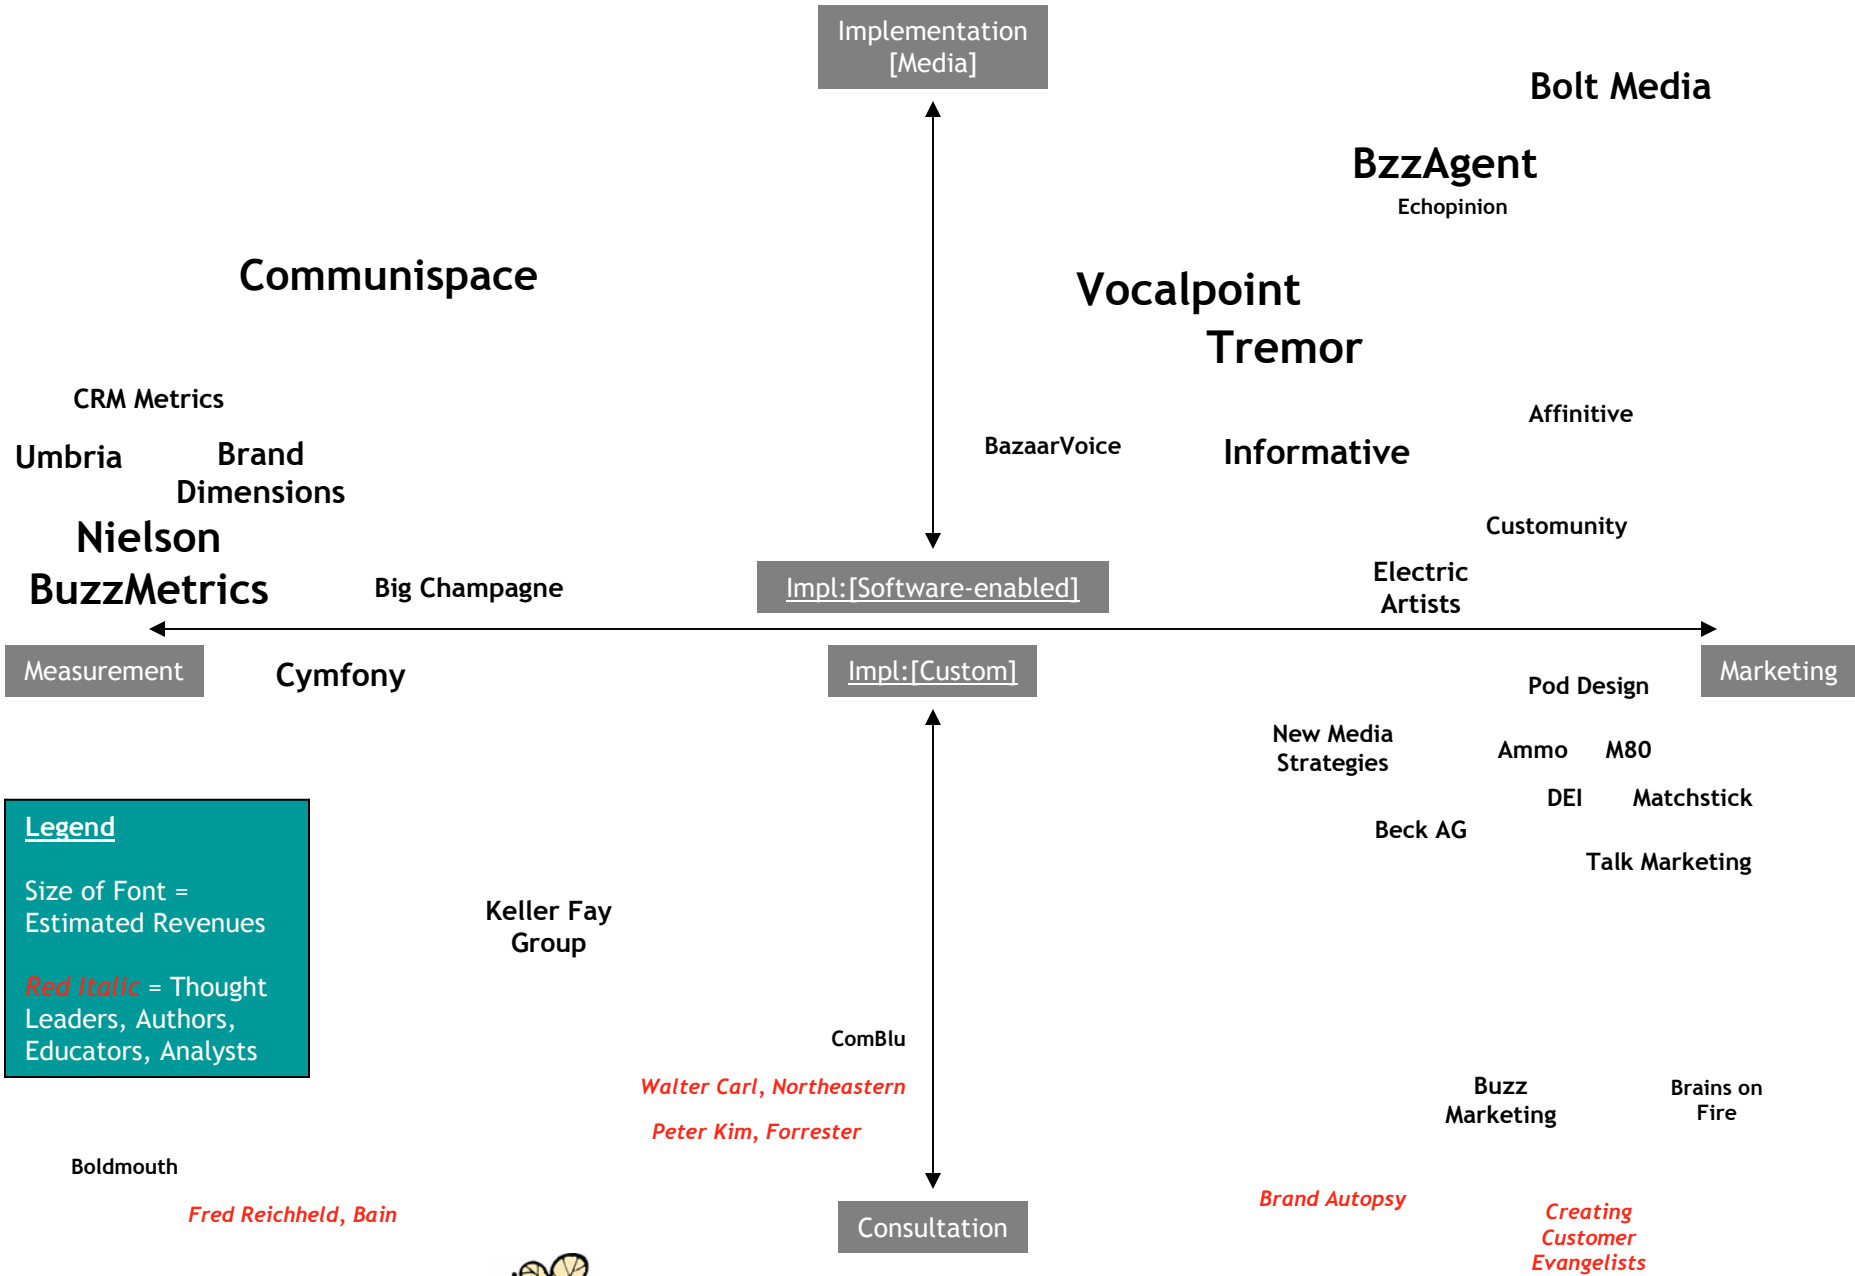 Implementation
[Media]
Bolt Media
BzzAgent
Echopinion
Communispace
Vocalpoint
Tremor
CRM Metrics
Affinitive
Umbria
Brand
Dimensions
BazaarVoice
Informative
Nielson
BuzzMetrics
Customunity
Big Champagne
Impl:[Software-enabled]
Electric
Artists
Measurement
Cymfony
Impl:[Custom]
Marketing
Pod Design
New Media
Strategies
Ammo
M80
DEI
Matchstick
Beck AG
Talk Marketing
Legend
Size of Font =
Estimated Revenues
Red Italic = Thought
Leaders, Authors,
Educators, Analysts
Keller Fay
Group
ComBlu
Walter Carl, Northeastern
Peter Kim, Forrester
Buzz
Marketing
Brains on
Fire
Boldmouth
Fred Reichheld, Bain
Consultation
Brand Autopsy
Creating
Customer
Evangelists